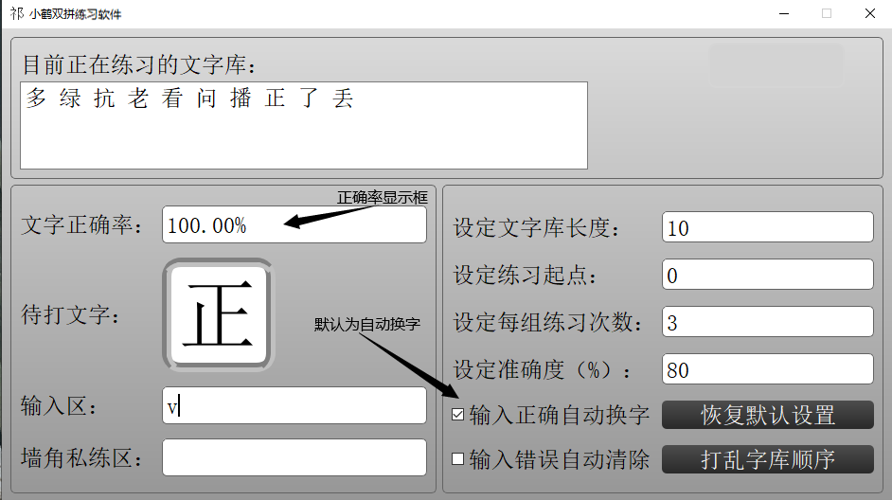 祁 小鹤双拼练习软件
目前正在练习的文字库：
多 绿 抗 老 看 问 播 正 了 丢
正确率显示框
文字正确率： 100.00%
待打文字： 正
默认为自动换字
输入区： v
墙角私练区：
设定文字库长度： 10
设定练习起点： 0
设定每组练习次数： 3
设定准确度（%）： 80
输入正确自动换字 恢复默认设置
输入错误自动清除 打乱字库顺序